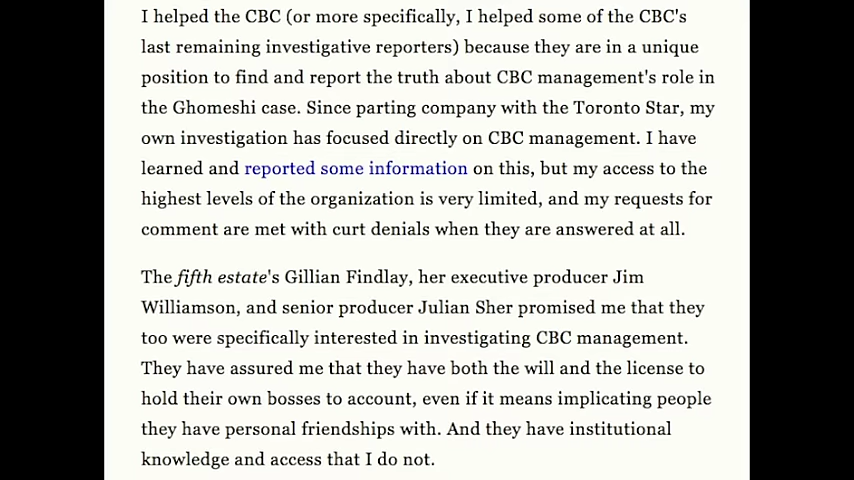 I helped the CBC (or more specifically, I helped some of the CBC's
last remaining investigative reporters) because they are in a unique
position to find and report the truth about CBC management's role in
the Ghomeshi case. Since parting company with the Toronto Star, my
own investigation has focused directly on CBC management. I have
learned and reported some information on this, but my access to the
highest levels of the organization is very limited, and my requests for
comment are met with curt denials when they are answered at all.
The fifth estate's Gillian Findlay, her executive producer Jim
Williamson, and senior producer Julian Sher promised me that they
too were specifically interested in investigating CBC management.
They have assured me that they have both the will and the license to
hold their own bosses to account, even if it means implicating people
they have personal friendships with. And they have institutional
knowledge and access that I do not.